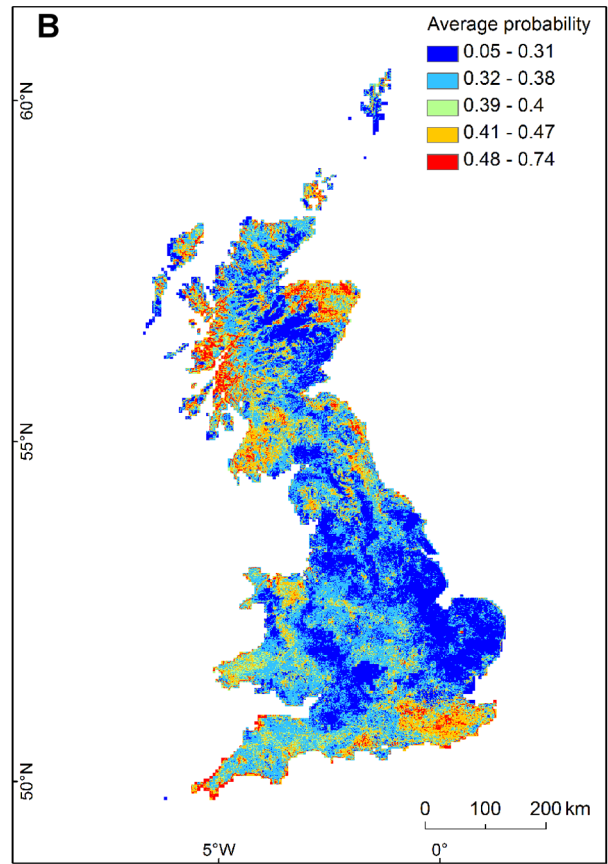 B
Average probability
0.05 - 0.31
0.32 - 0.38
0.39 - 0.4
0.41 - 0.47
0.48 - 0.74
60°N
55°N
50°N
0 100 200 km
5°W 0°